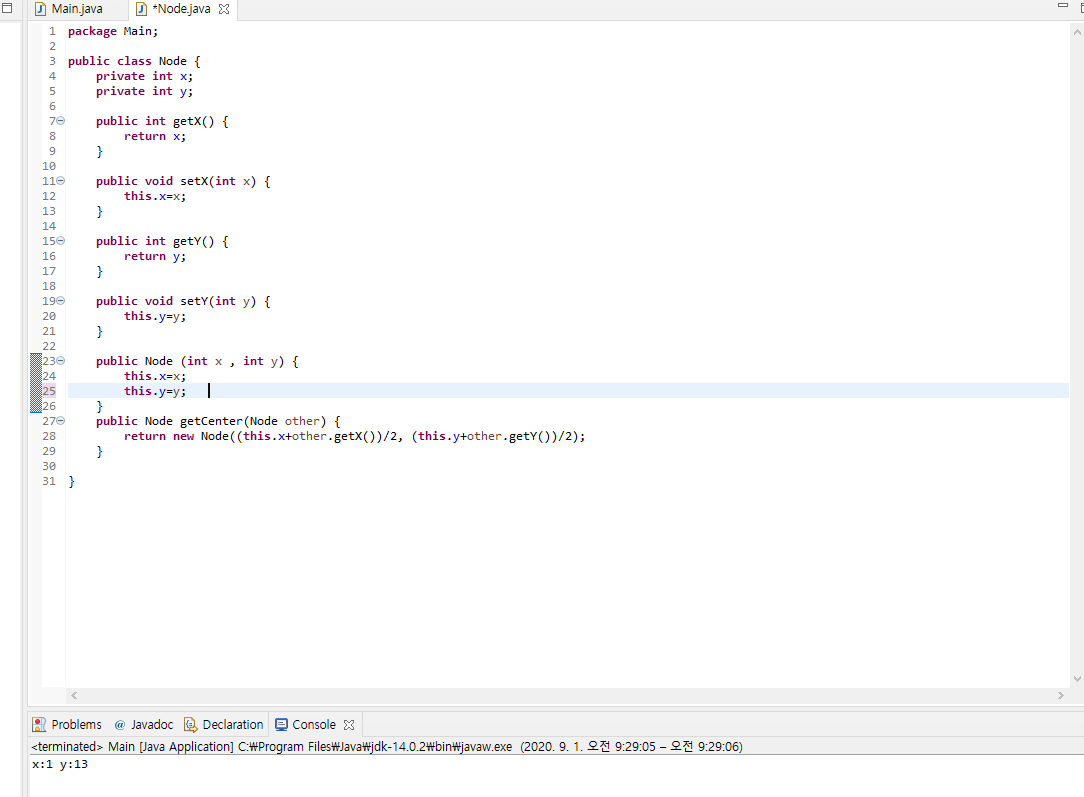 Main.java *Node.java
1 package Main;
2
3 public class Node {
4 private int x;
5 private int y;
6
7 public int getX() {
8 return x;
9 }
10
11 public void setX(int x) {
12 this.x=x;
13 }
14
15 public int getY() {
16 return y;
17 }
18
19 public void setY(int y) {
20 this.y=y;
21 }
22
23 public Node (int x , int y) {
24 this.x=x;
25 this.y=y;
26 }
27 public Node getCenter(Node other) {
28 return new Node((this.x+other.getX())/2, (this.y+other.getY())/2);
29 }
30
31 }
Problems @ Javadoc Declaration Console
<terminated> Main [Java Application] C:₩Program Files₩Java₩jdk-14.0.2₩bin₩javaw.exe (2020. 9. 1. 오전 9:29:05 – 오전 9:29:06)
x:1 y:13